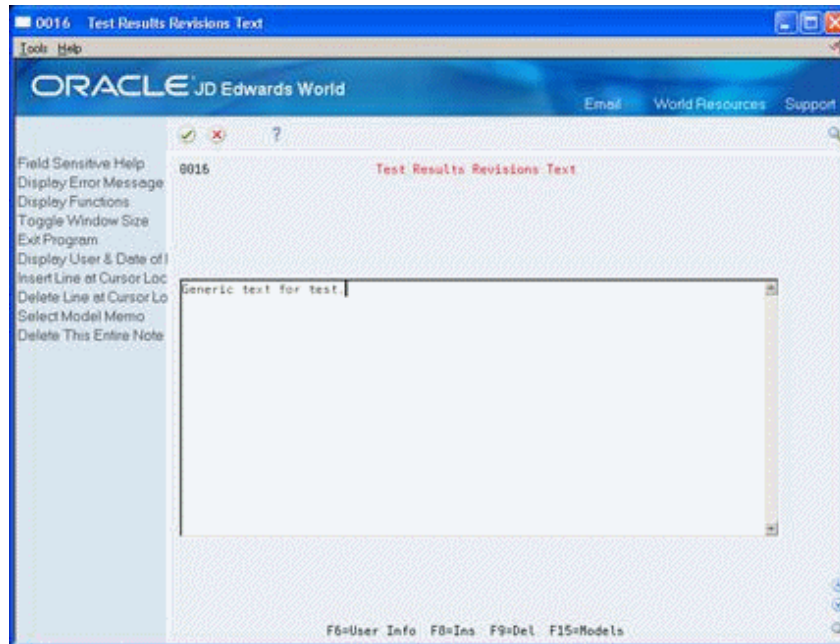 0016 Test Results Revisions Text
Tools Help
ORACLE JD Edwards World
Email World Resources Support
Field Sensitive Help
Display Error Message
Display Functions
Toggle Window Size
Exit Program
Display User & Date of
Insert Line at Cursor Loc
Delete Line at Cursor Lo
Select Model Memo
Delete This Entire Note
0016 Test Results Revisions Text
Generic text for test.
F6=User Info F8=Ins F9=Del F15=Models